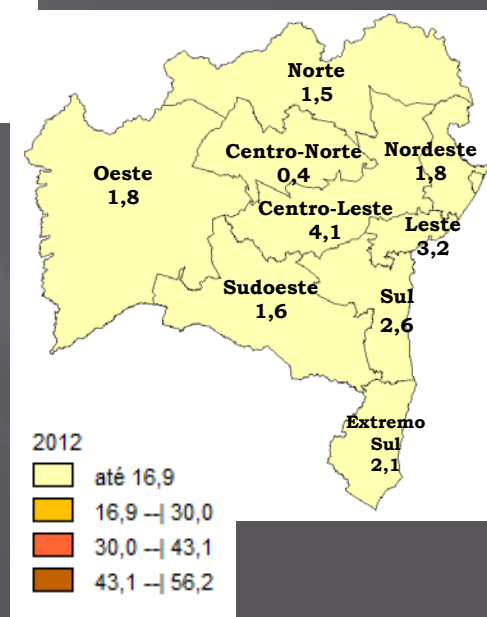 Norte
1,5
Centro-Norte
0,4
Nordeste
1,8
Oeste
1,8
Centro-Leste
4,1
Leste
3,2
Sudoeste
1,6
Sul
2,6
Extremo
Sul
2,1
2012
até 16,9
16,9 --| 30,0
30,0 --| 43,1
43,1 --| 56,2